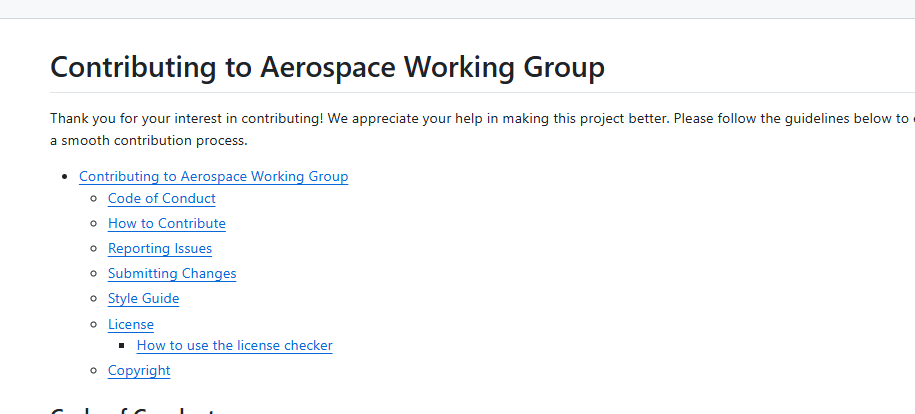 Contributing to Aerospace Working Group
Thank you for your interest in contributing! We appreciate your help in making this project better. Please follow the guidelines below to
a smooth contribution process.
Contributing to Aerospace Working Group
Code of Conduct
How to Contribute
Reporting Issues
Submitting Changes
Style Guide
License
How to use the license checker
Copyright
Code of Conduct